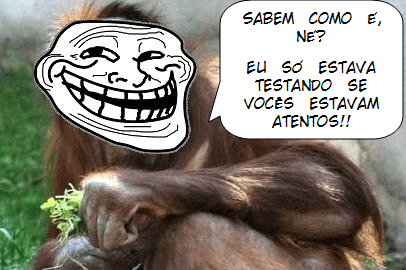 SABEM COMO É,
NÉ?
EU SÓ ESTAVA
TESTANDO SE
VOCÊS ESTAVAM
ATENTOS!!